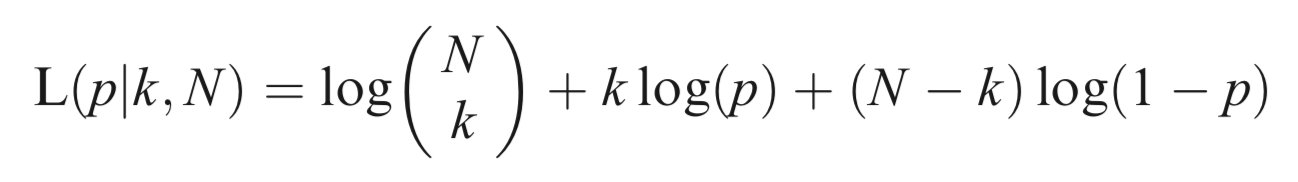 L(p|k, N) = log(N k) + k log(p) + (N − k) log(1 − p)